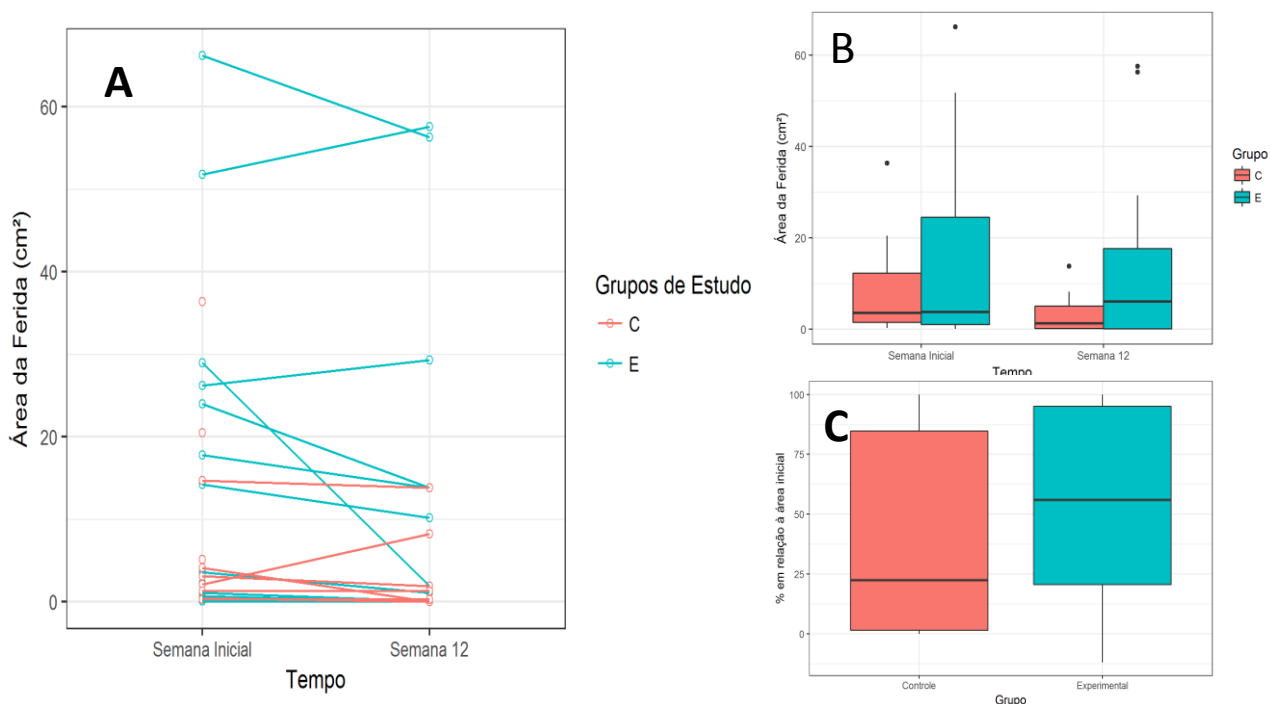 A
Área da Ferida (cm²)
60
40
20
0
Semana Inicial
Semana 12
Tempo
Grupos de Estudo
C
E
B
Área da Ferida (cm²)
60
40
20
0
Semana Inicial
Semana 12
Tempo
Grupo
C
E
C
% em relação à área inicial
100
75
50
25
0
Controle
Experimental
Grupo